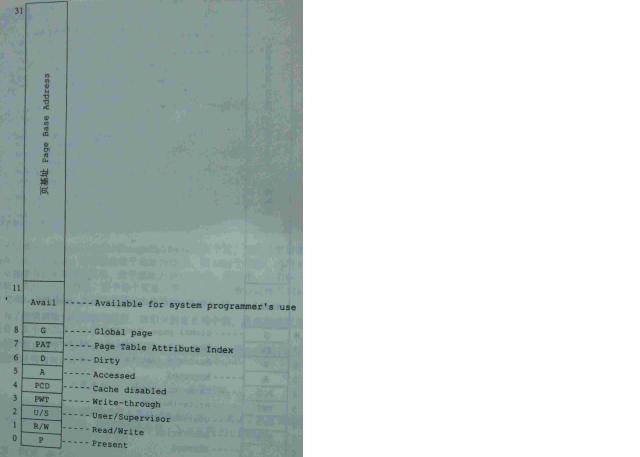 31
页基址 Page Base Address
11
Avail ----- Available for system programmer's use
8 G ----- Global page
7 PAT ----- Page Table Attribute Index
6 D ----- Dirty
5 A ----- Accessed
4 PCD ----- Cache disabled
3 PWT ----- Write-through
2 U/S ----- User/Supervisor
1 R/W ----- Read/Write
0 P ----- Present